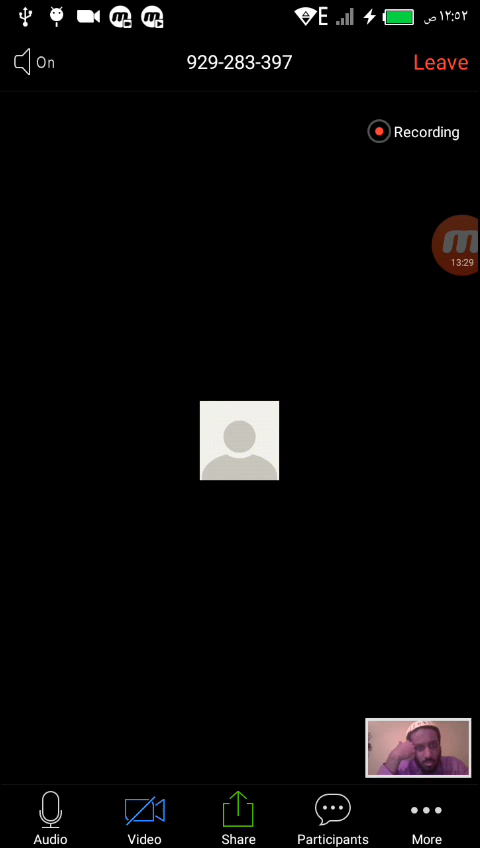 ١٢:٥٢ ص
On
929-283-397
Leave
Recording
13:29
Audio
Video
Share
Participants
More